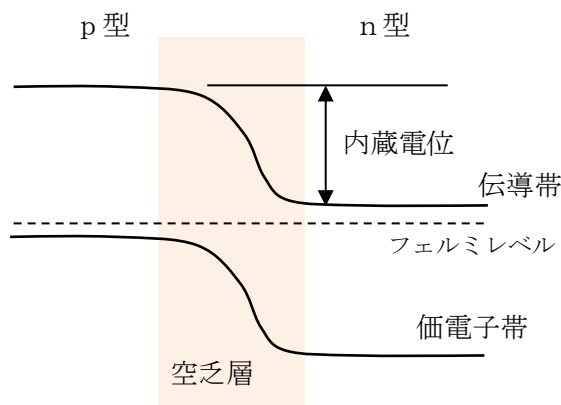 p型
n型
内蔵電位
伝導帯
フェルミレベル
価電子帯
空乏層